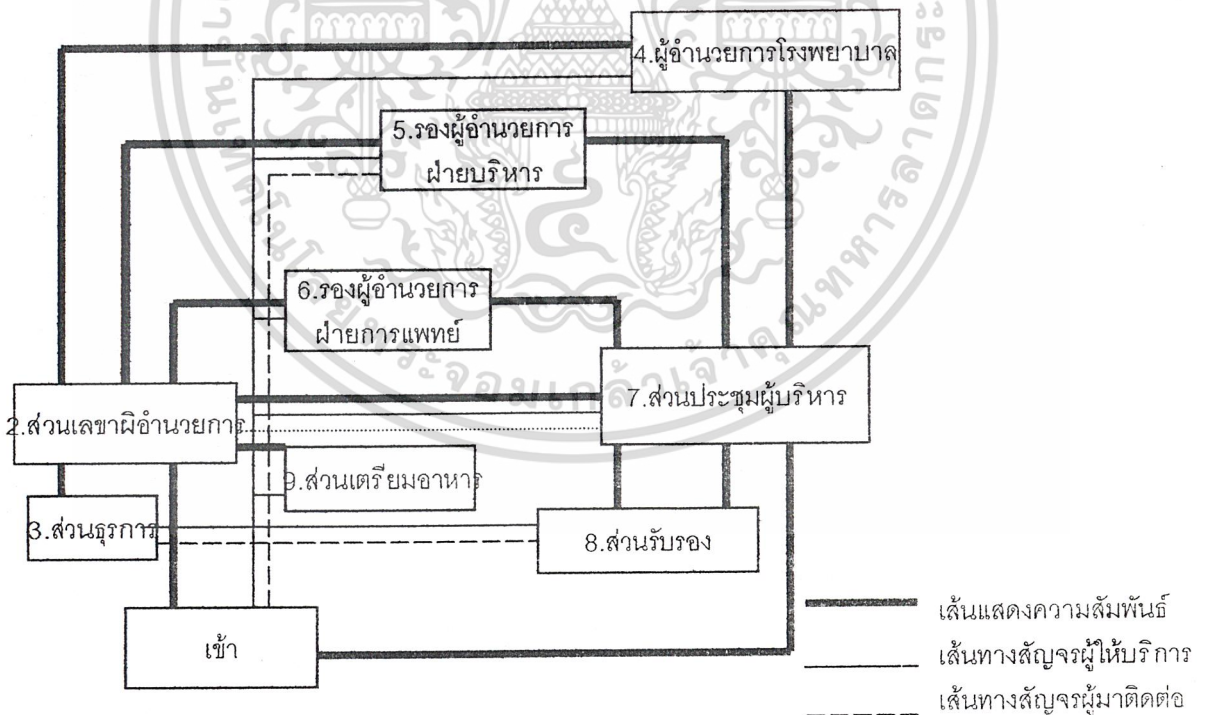 4.ผู้อำนวยการโรงพยาบาล
5.รองผู้อำนวยการ
ฝ่ายบริหาร
6.รองผู้อำนวยการ
ฝ่ายการแพทย์
2.ส่วนเลขาผิอำนวยการ
7.ส่วนประชุมผู้บริหาร
9.ส่วนเตรียมอาหาร
3.ส่วนธุรการ
8.ส่วนรับรอง
เข้า
เส้นแสดงความสัมพันธ์
เส้นทางสัญจรผู้ให้บริการ
เส้นทางสัญจรผู้มาติดต่อ